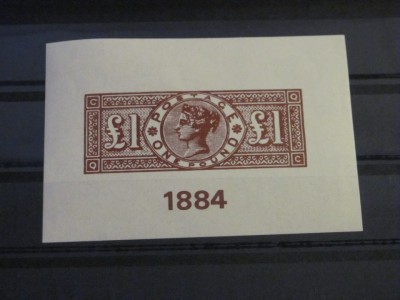 C Q
POSTAGE
£1 £1
ONE POUND
Q C
1884